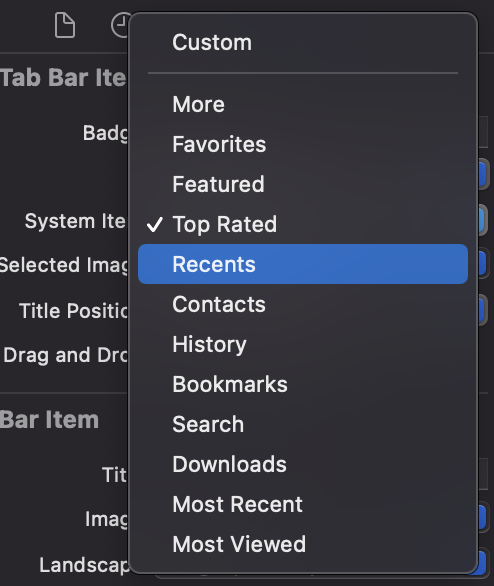 Custom
Tab Bar Ite
More
Badg
Favorites
Featured
System Ite
Top Rated
Selected Imag
Recents
Title Positio
Contacts
Drag and Dro
History
Bookmarks
Bar Item
Search
Tit
Downloads
Imag
Most Recent
Landscap
Most Viewed